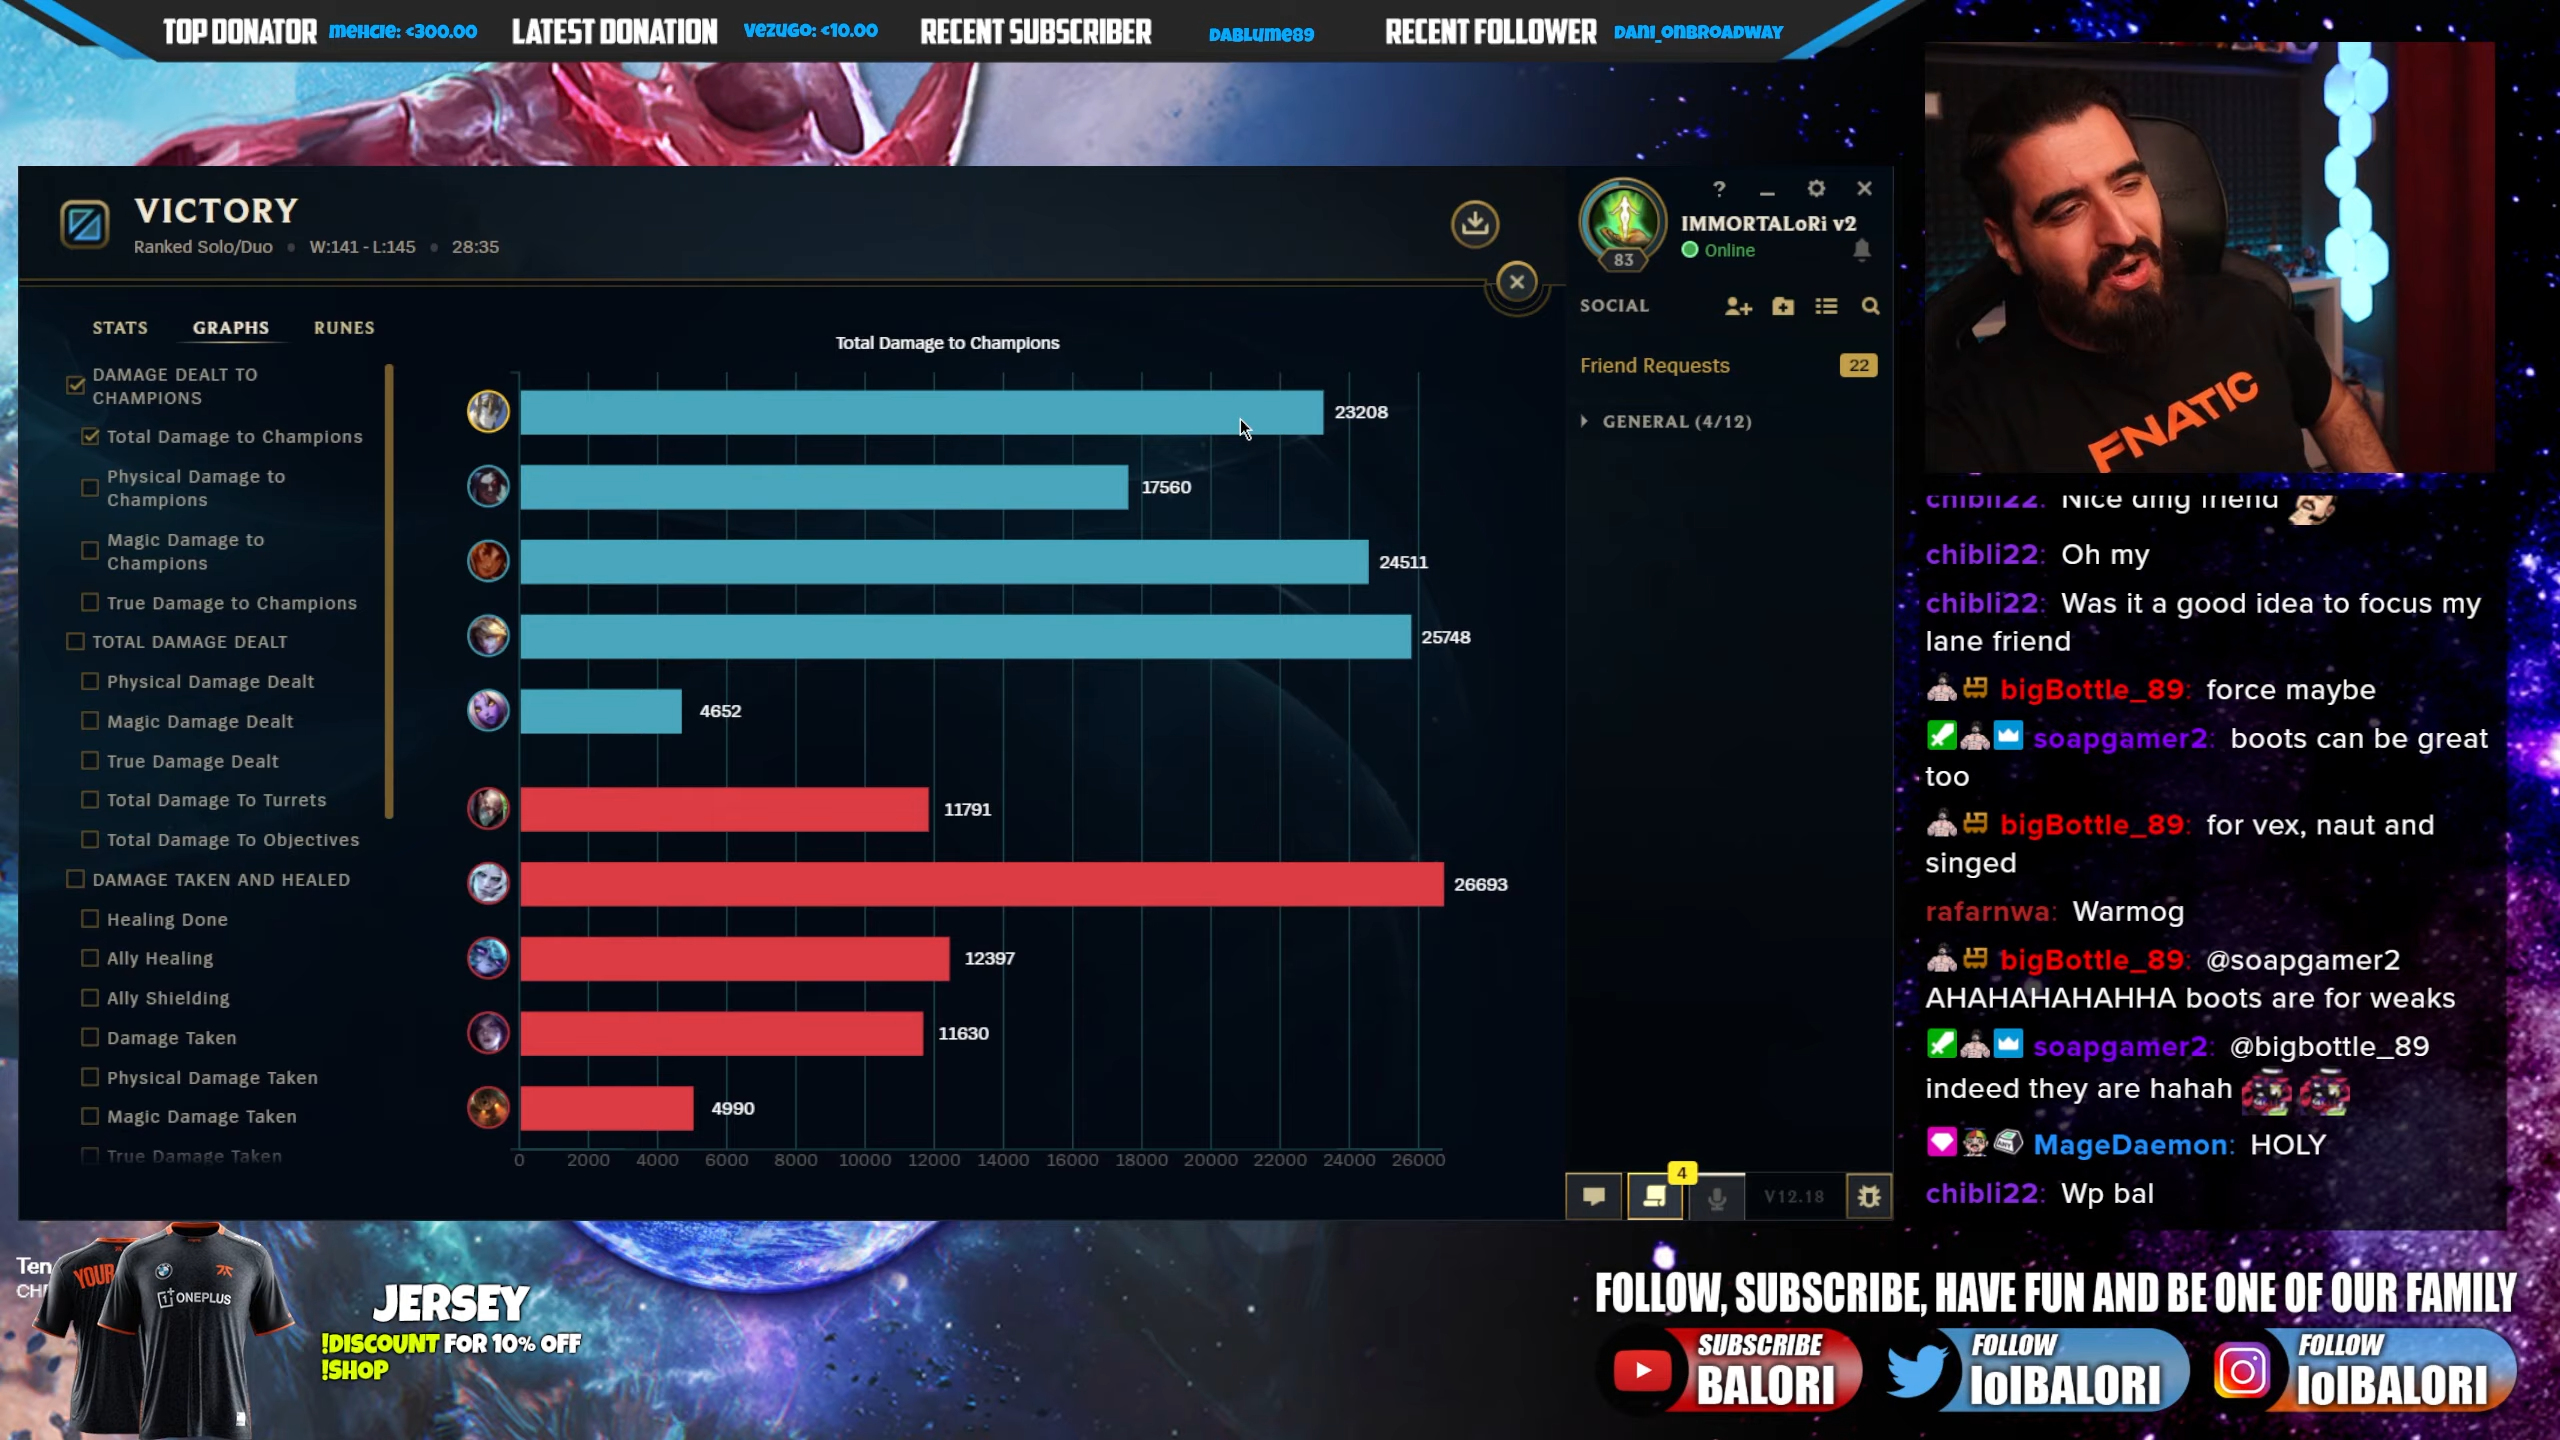 TOP DONATOR mehcie: €300.00 LATEST DONATION vezugo: €10.00 RECENT SUBSCRIBER DABLUME89 RECENT FOLLOWER DANI_ONBROADWAY
VICTORY
Ranked Solo/Duo • W:141 - L:145 • 28:35
STATS GRAPHS RUNES
DAMAGE DEALT TO
CHAMPIONS
Total Damage to Champions
Physical Damage to
Champions
Magic Damage to
Champions
True Damage to Champions
TOTAL DAMAGE DEALT
Physical Damage Dealt
Magic Damage Dealt
True Damage Dealt
Total Damage To Turrets
Total Damage To Objectives
DAMAGE TAKEN AND HEALED
Healing Done
Ally Healing
Ally Shielding
Damage Taken
Physical Damage Taken
Magic Damage Taken
True Damage Taken
Total Damage to Champions
23208
17560
24511
25748
4652
11791
26693
12397
11630
4990
0 2000 4000 6000 8000 10000 12000 14000 16000 18000 20000 22000 24000 26000
83
?
IMMORTALoRi v2
Online
SOCIAL
Friend Requests 22
GENERAL (4/12)
4
V12.18
FNATIC
chibli22: Nice dmg friend
chibli22: Oh my
chibli22: Was it a good idea to focus my
lane friend
bigBottle_89: force maybe
soapgamer2: boots can be great
too
bigBottle_89: for vex, naut and
singed
rafarnwa: Warmog
bigBottle_89: @soapgamer2
AHAHAHAHAHHA boots are for weaks
soapgamer2: @bigbottle_89
indeed they are hahah
MageDaemon: HOLY
chibli22: Wp bal
Ten
CHE
YOUR
ONEPLUS
JERSEY
!DISCOUNT FOR 10% OFF
!SHOP
FOLLOW, SUBSCRIBE, HAVE FUN AND BE ONE OF OUR FAMILY
SUBSCRIBE
BALORI
FOLLOW
lolBALORI
FOLLOW
lolBALORI